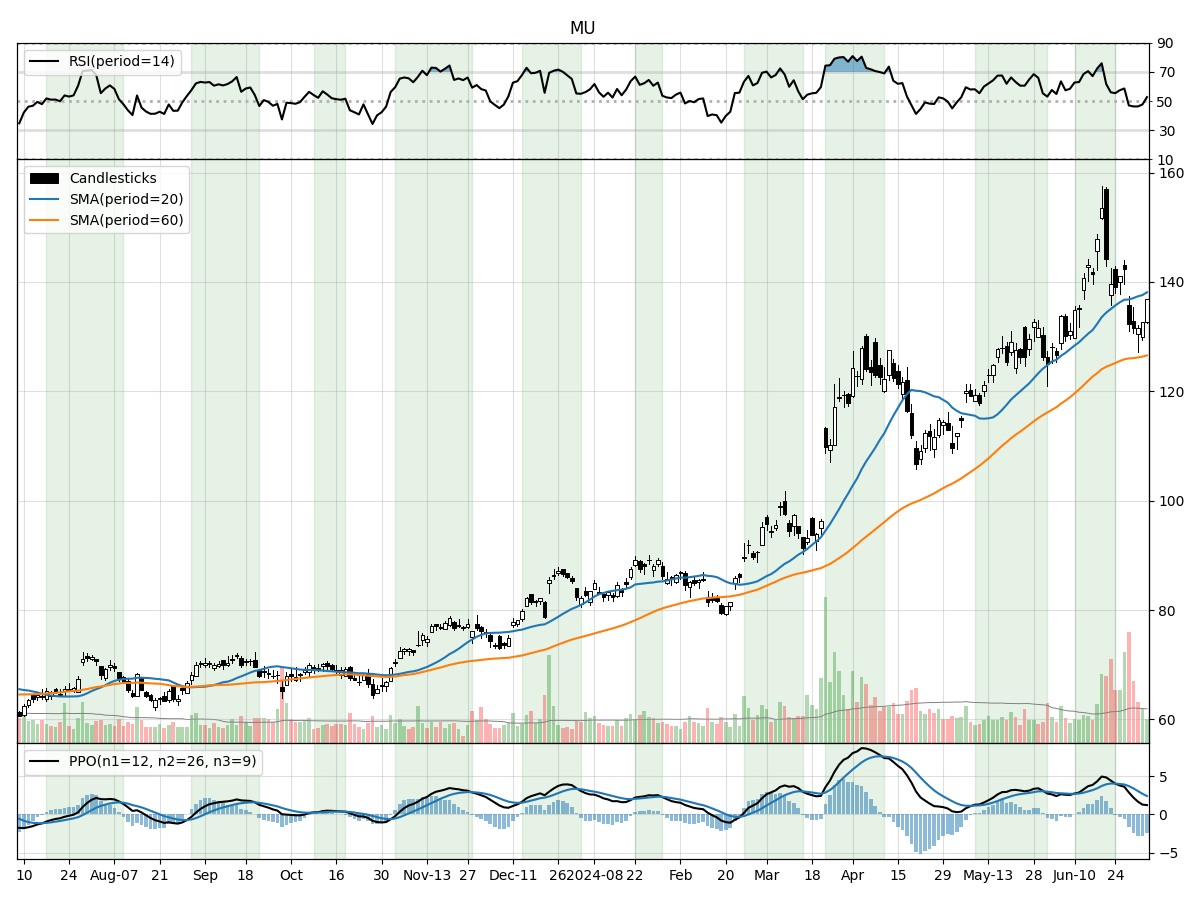 MU
RSI(period=14)
90
70
50
30
10
Candlesticks
SMA(period=20)
SMA(period=60)
160
140
120
100
80
60
PPO(n1=12, n2=26, n3=9)
5
0
−5
10 24 Aug-07 21 Sep 18 Oct 16 30 Nov-13 27 Dec-11 26 2024-08 22 Feb 20 Mar 18 Apr 15 29 May-13 28 Jun-10 24